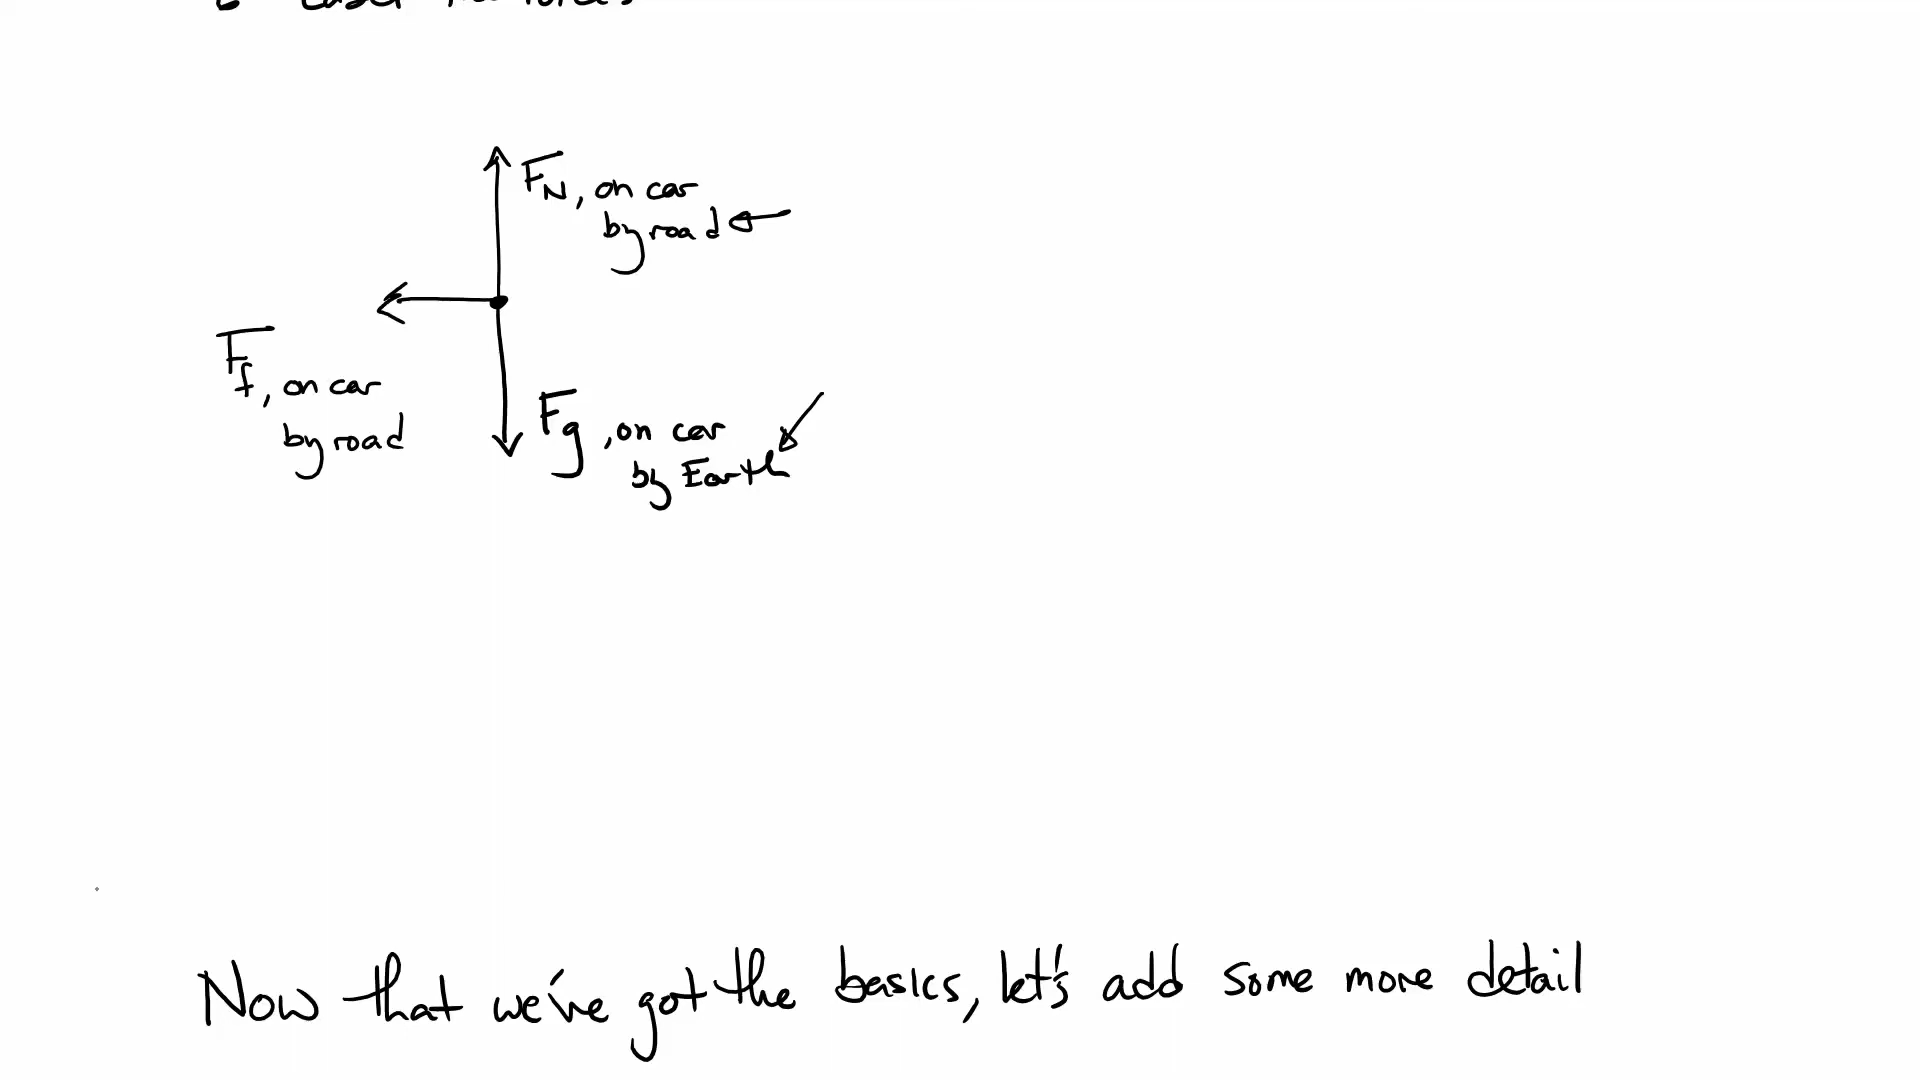 F_N, on car
by road
F_f, on car
by road
F_g, on car
by Earth
Now that we've got the basics, let's add some more detail